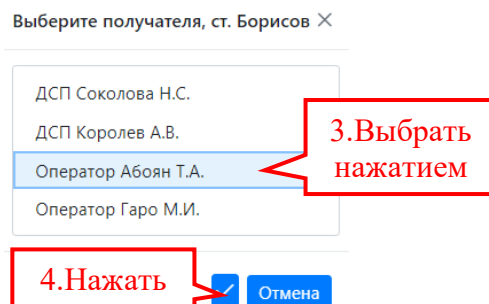 Выберите получателя, ст. Борисов ×
ДСП Соколова Н.С.
ДСП Королев А.В.
Оператор Абоян Т.А.
Оператор Гаро М.И.
3.Выбрать
нажатием
4.Нажать
Отмена